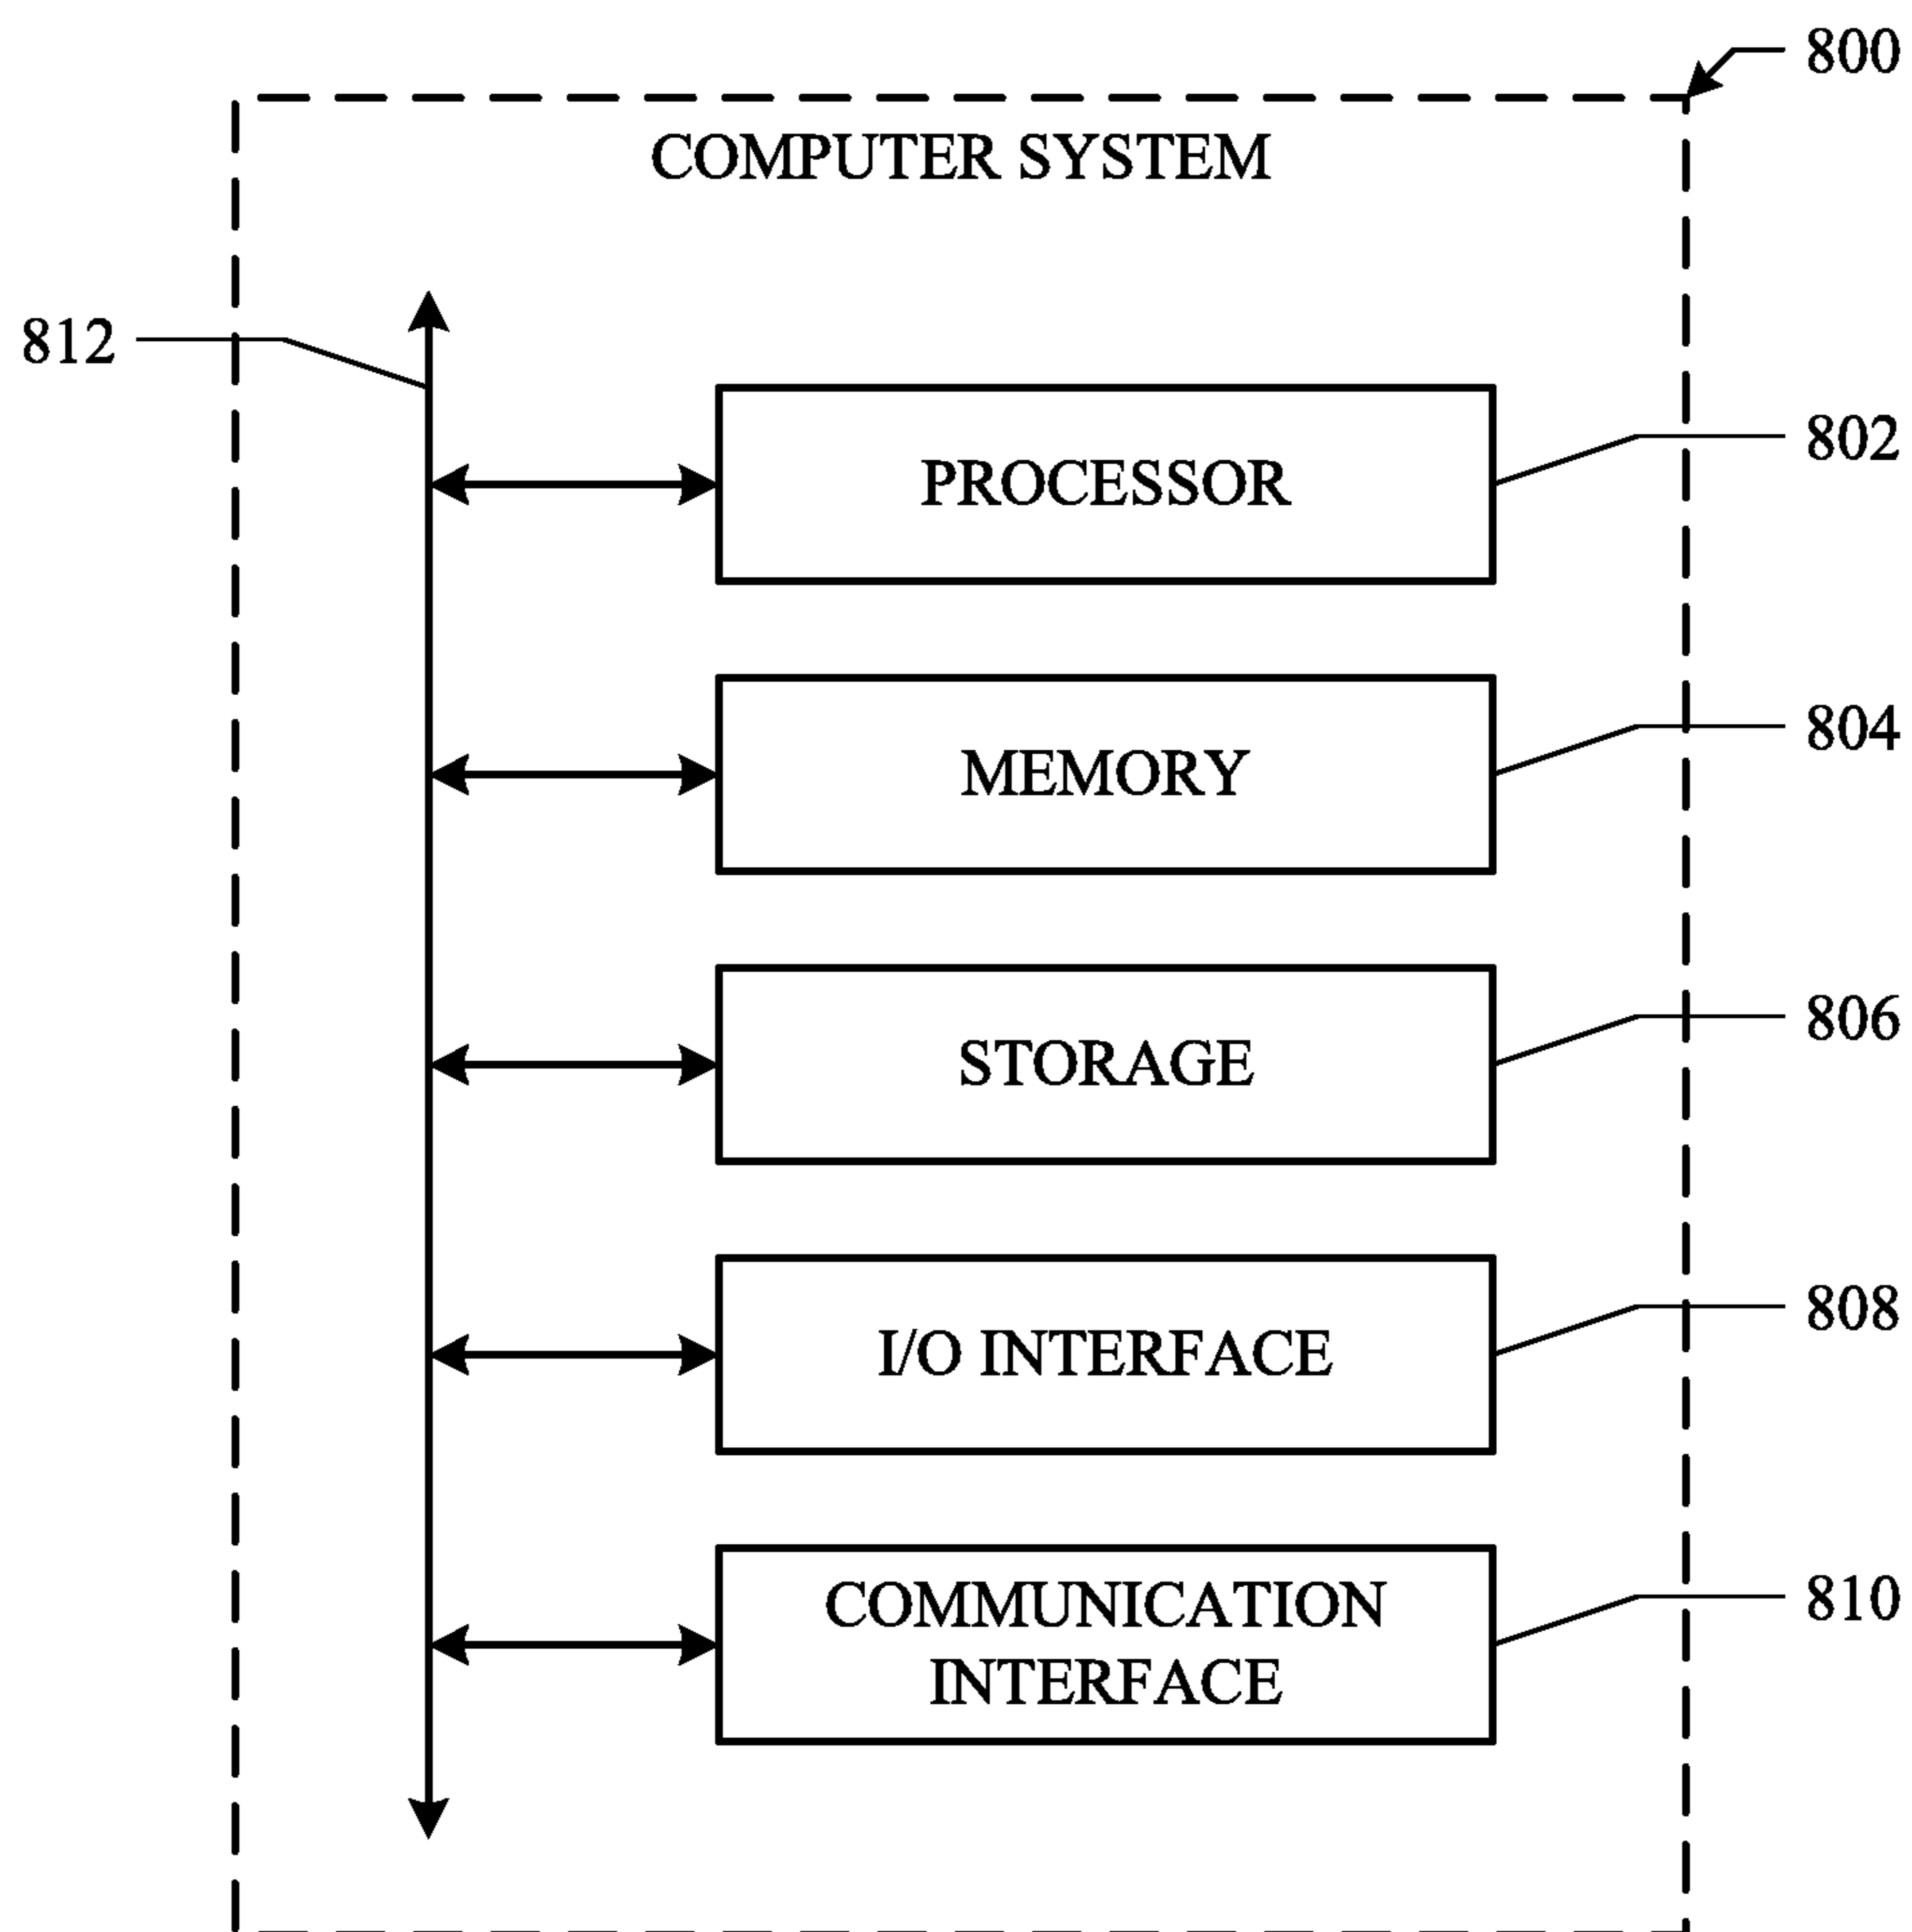 800
COMPUTER SYSTEM
812
PROCESSOR
802
MEMORY
804
STORAGE
806
I/O INTERFACE
808
COMMUNICATION
INTERFACE
810